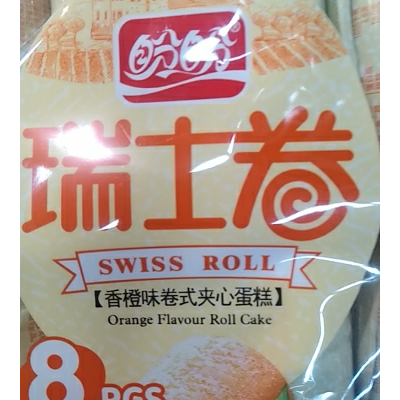 盼盼
瑞士卷
SWISS ROLL
【香橙味卷式夹心蛋糕】
Orange Flavour Roll Cake
8 PGS